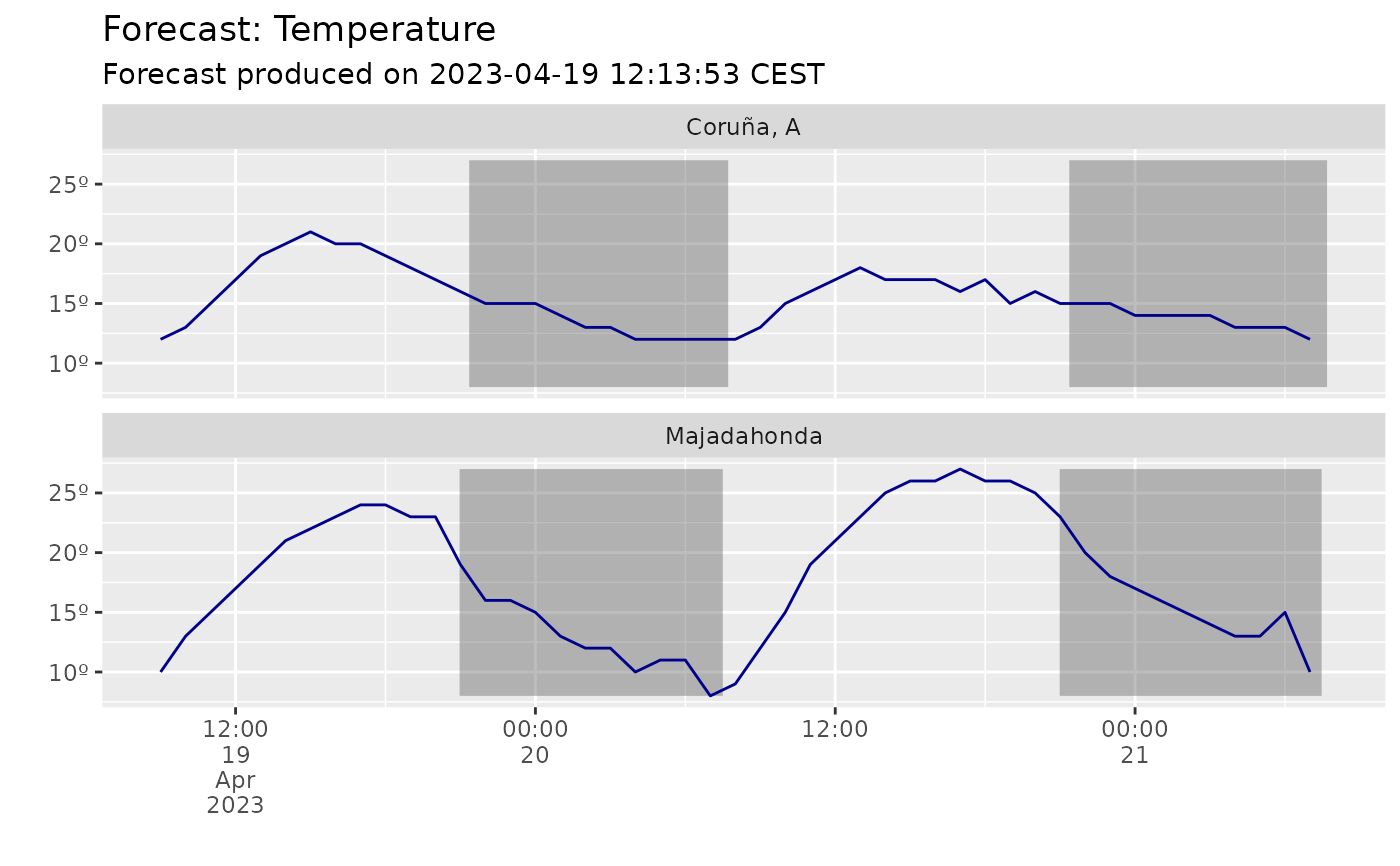 Forecast: Temperature
Forecast produced on 2023-04-19 12:13:53 CEST
Coruña, A
25º
20º
15º
10º
Majadahonda
25º
20º
15º
10º
12:00 00:00 12:00 00:00
19 20 21
Apr
2023